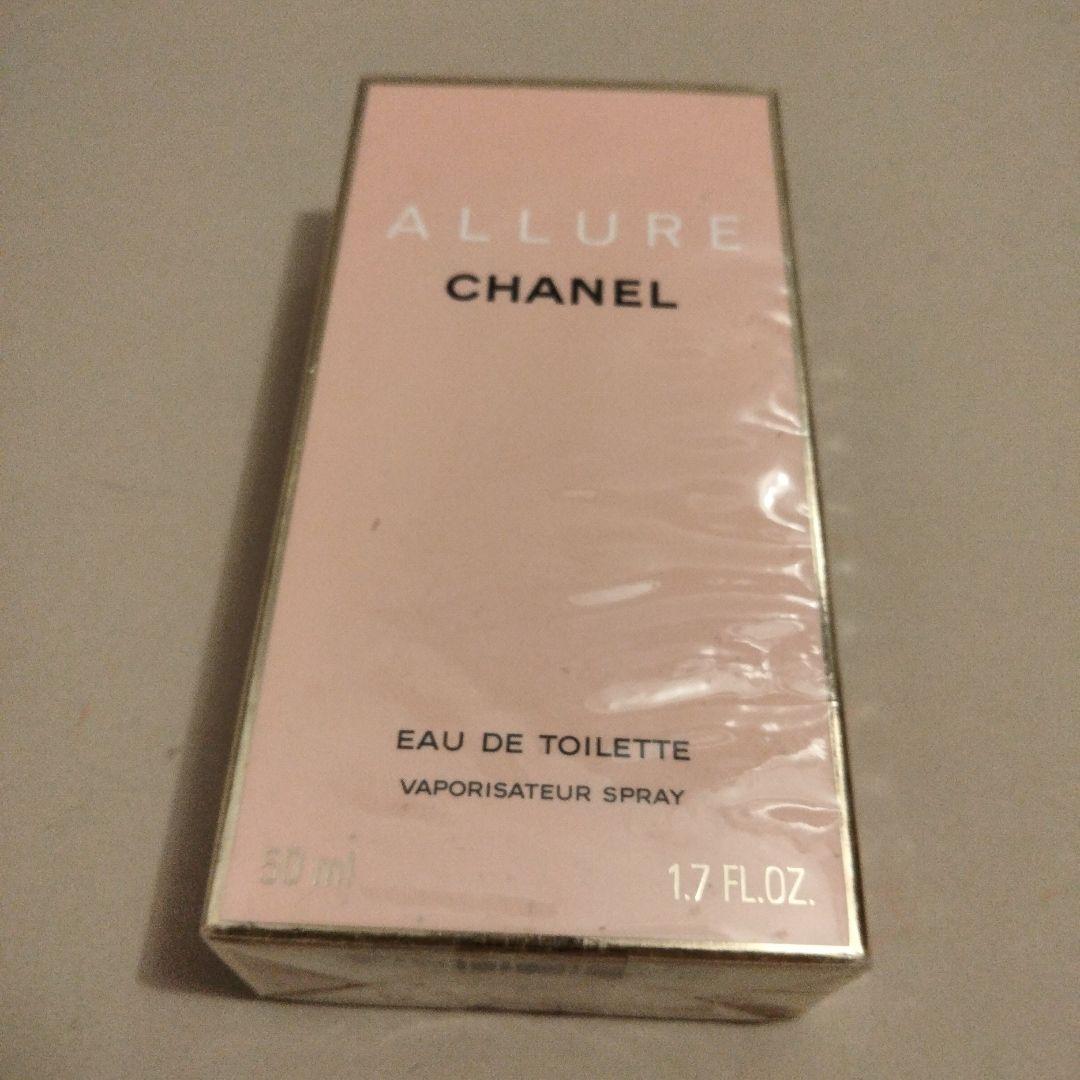 ALLURE
CHANEL
EAU DE TOILETTE
VAPORISATEUR SPRAY
50 ml 1.7 FL.OZ.